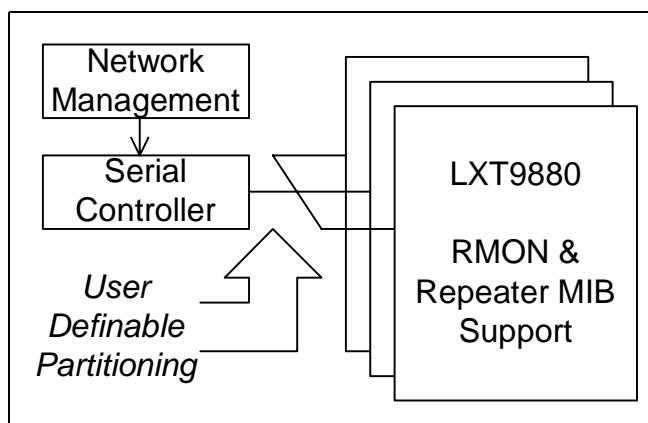 Network
Management
Serial
Controller
User
Definable
Partitioning
LXT9880
RMON &
Repeater MIB
Support